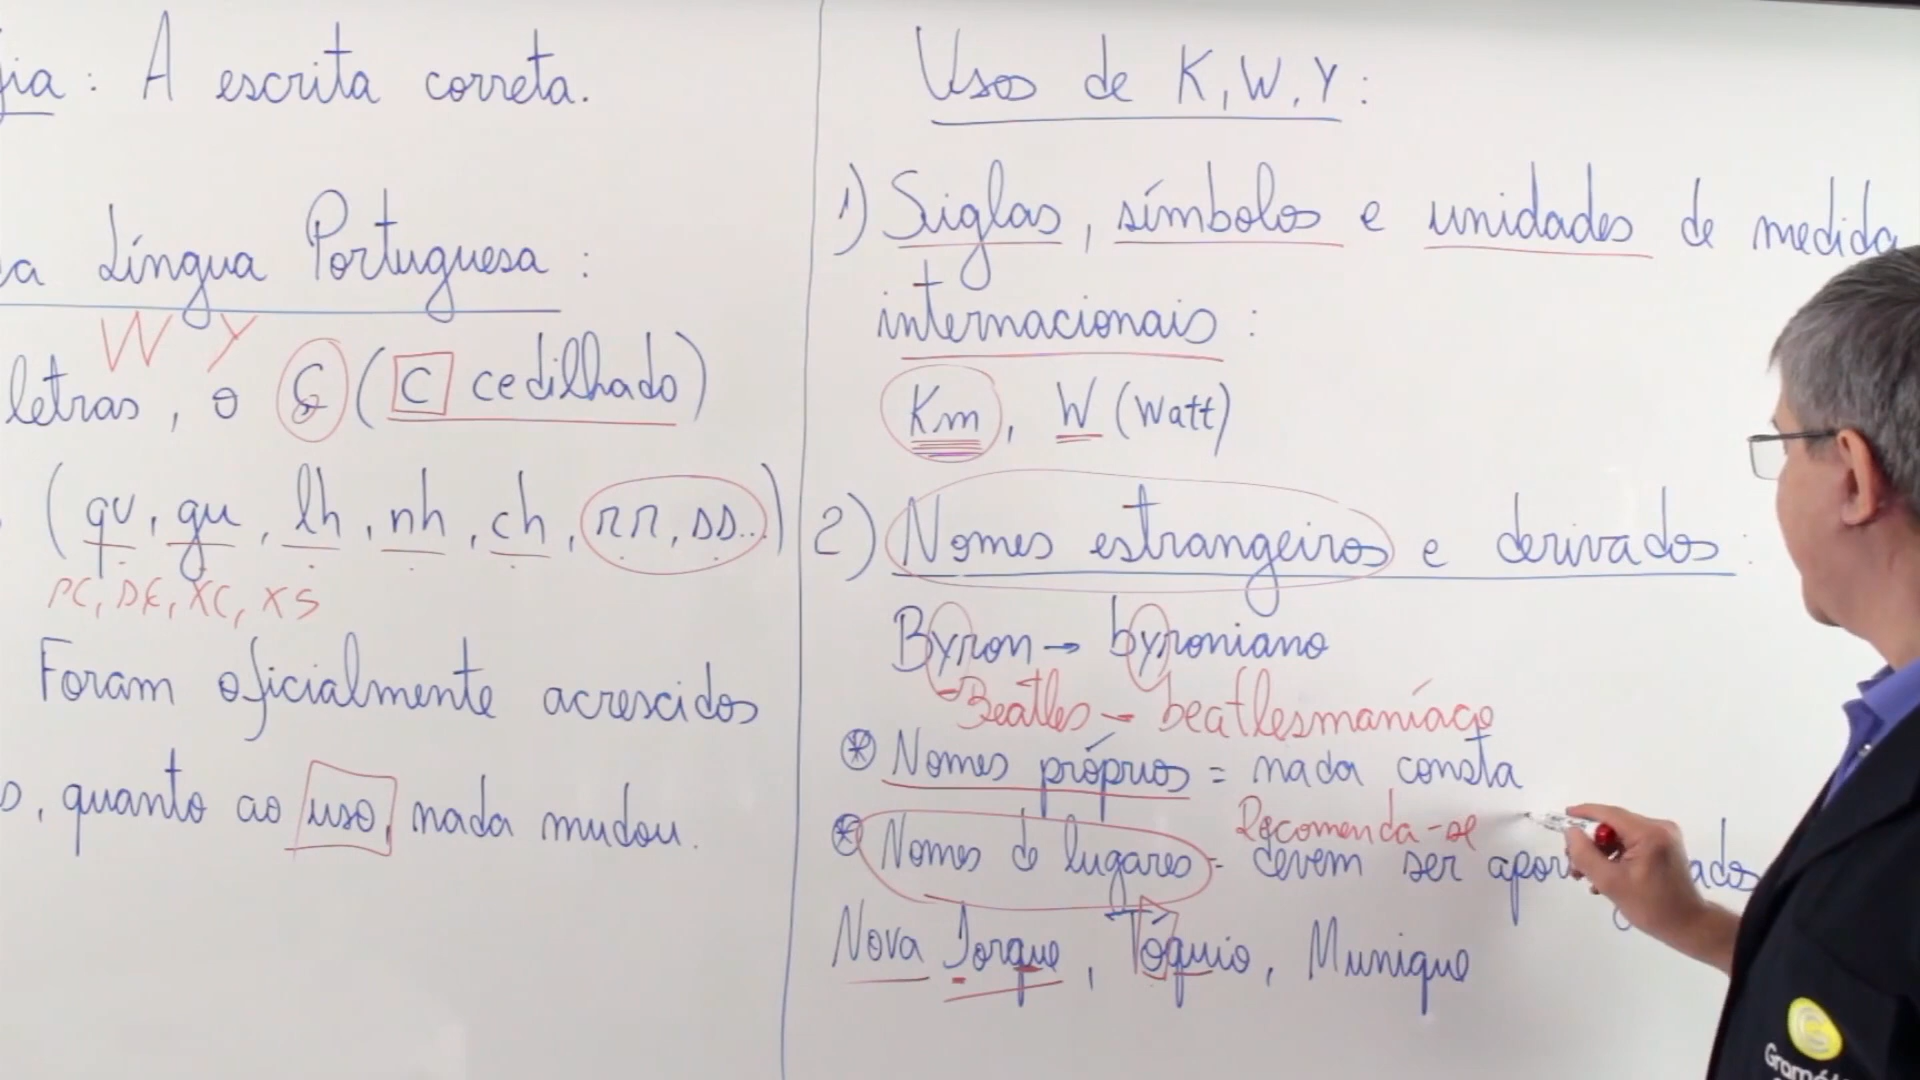 : A escrita correta.
Língua Portuguesa :
W Y
letras, o Ç (C cedilhado)
(qu, gu, lh, nh, ch, rr, ss...)
Foram oficialmente acrescidos
, quanto ao uso, nada mudou.
Usos de K, W, Y:
1) Siglas, símbolos e unidades de medida
internacionais :
Km, W (Watt)
2) Nomes estrangeiros e derivados:
Byron → byroniano
Beatles - beatlesmaníaco
* Nomes próprios = nada consta
Recomenda-se
* Nomes de lugares = devem ser
Nova Iorque, Tóquio, Munique